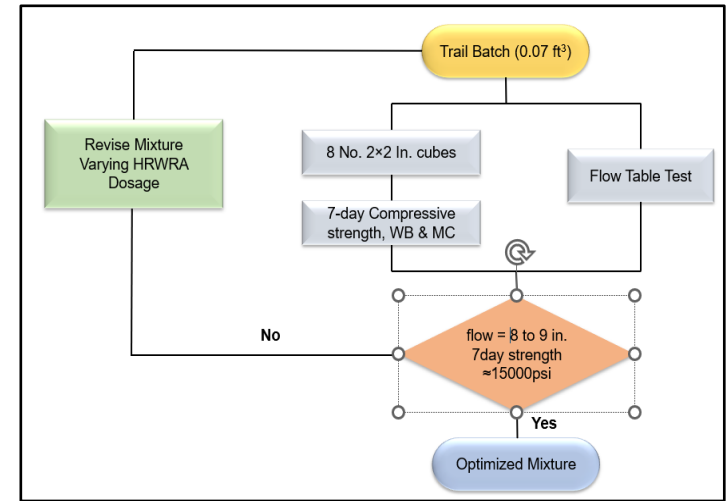 Trail Batch (0.07 ft³)
Revise Mixture
Varying HRWRA
Dosage
8 No. 2×2 In. cubes
Flow Table Test
7-day Compressive
strength, WB & MC
No
flow = 8 to 9 in.
7day strength
≈15000psi
Yes
Optimized Mixture